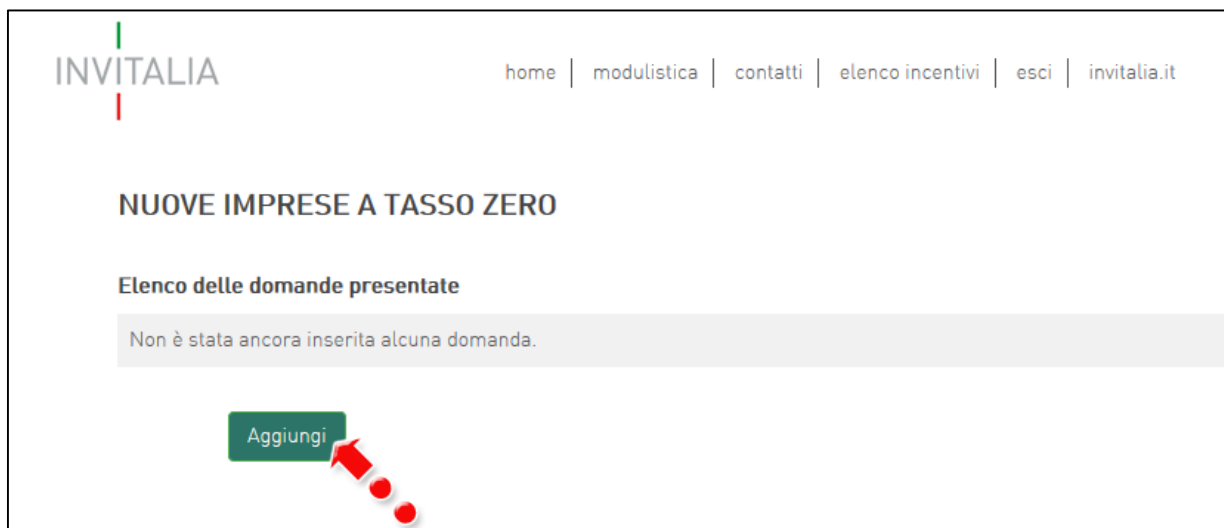 INVITALIA
home | modulistica | contatti | elenco incentivi | esci | invitalia.it
NUOVE IMPRESE A TASSO ZERO
Elenco delle domande presentate
Non è stata ancora inserita alcuna domanda.
Aggiungi